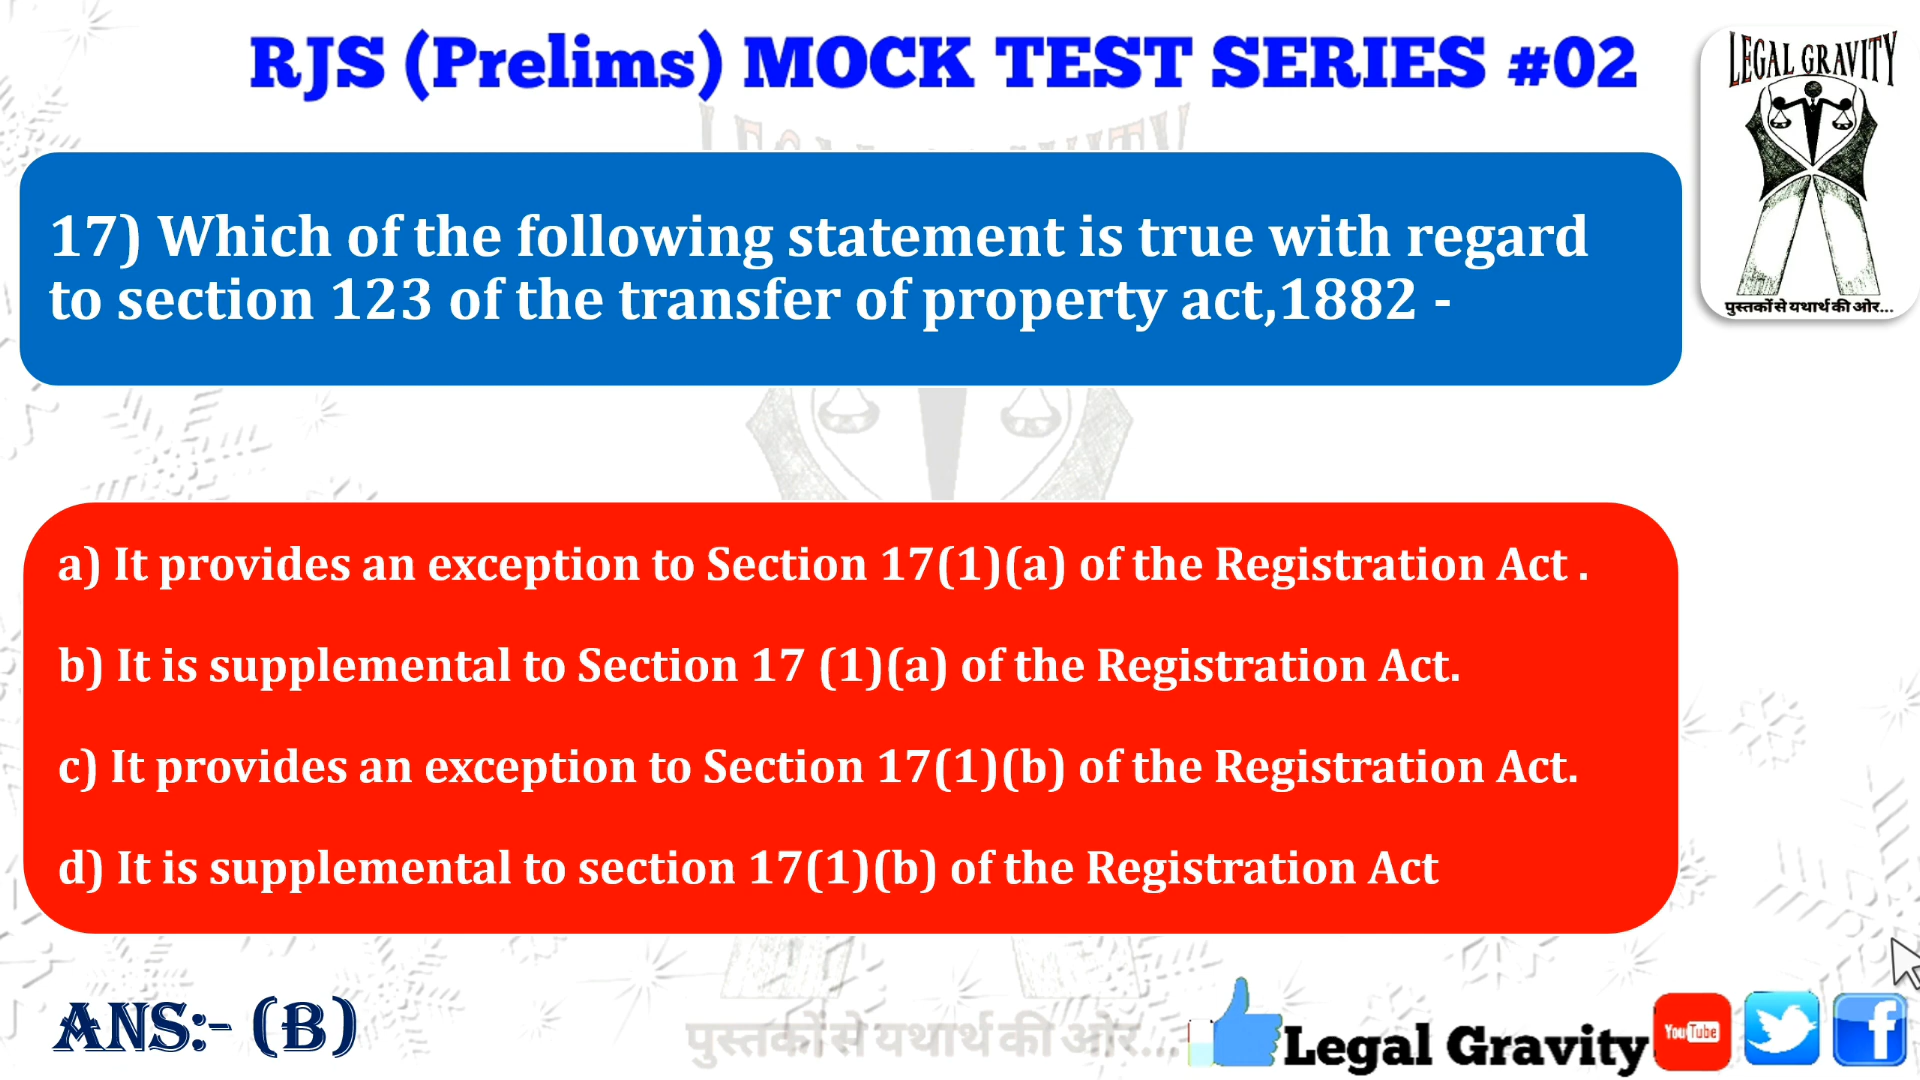 RJS (Prelims) MOCK TEST SERIES #02
LEGAL GRAVITY
पुस्तकों से यथार्थ की ओर...
LEGAL GRAVITY
17) Which of the following statement is true with regard
to section 123 of the transfer of property act,1882 -
a) It provides an exception to Section 17(1)(a) of the Registration Act .
b) It is supplemental to Section 17 (1)(a) of the Registration Act.
c) It provides an exception to Section 17(1)(b) of the Registration Act.
d) It is supplemental to section 17(1)(b) of the Registration Act
ANS:- (B)
पुस्तकों से यथार्थ की ओर...
Legal Gravity
YouTube